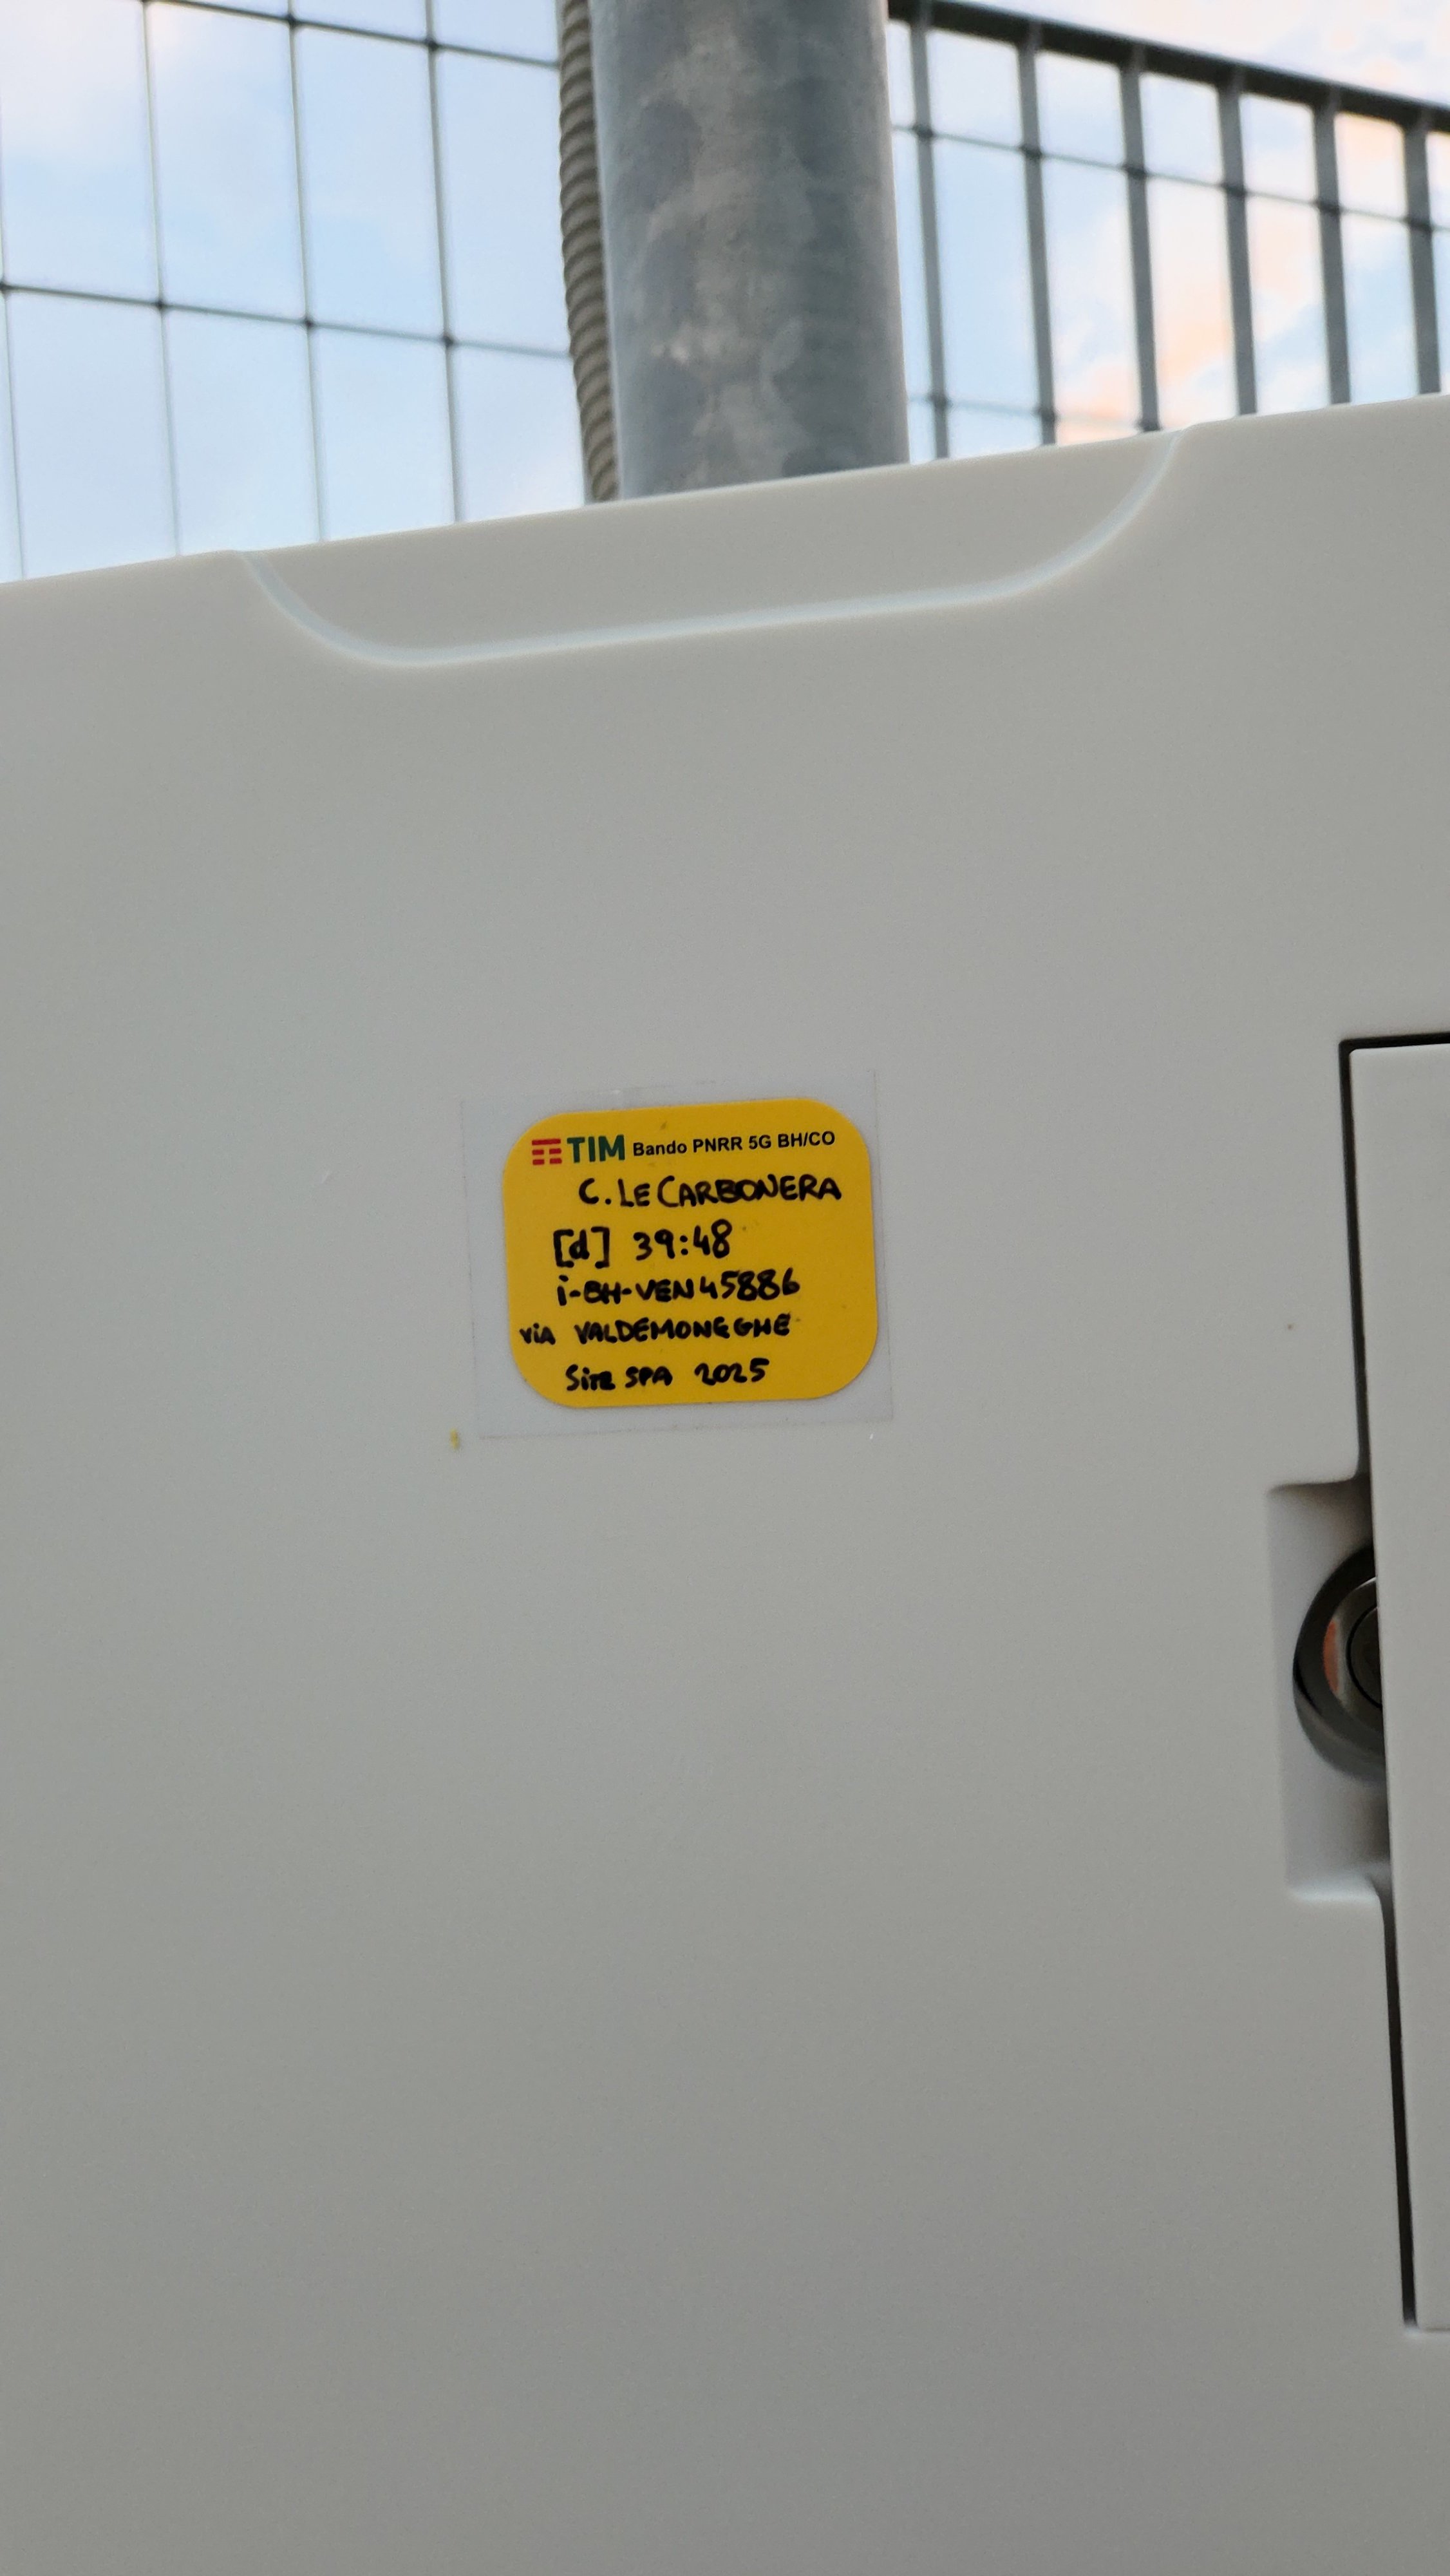 TIM Bando PNRR 5G BH/CO
C. LE CARBONERA
[d] 39:48
i-BH-VEN45886
via VALDEMONEGHE
Site SPA 2025